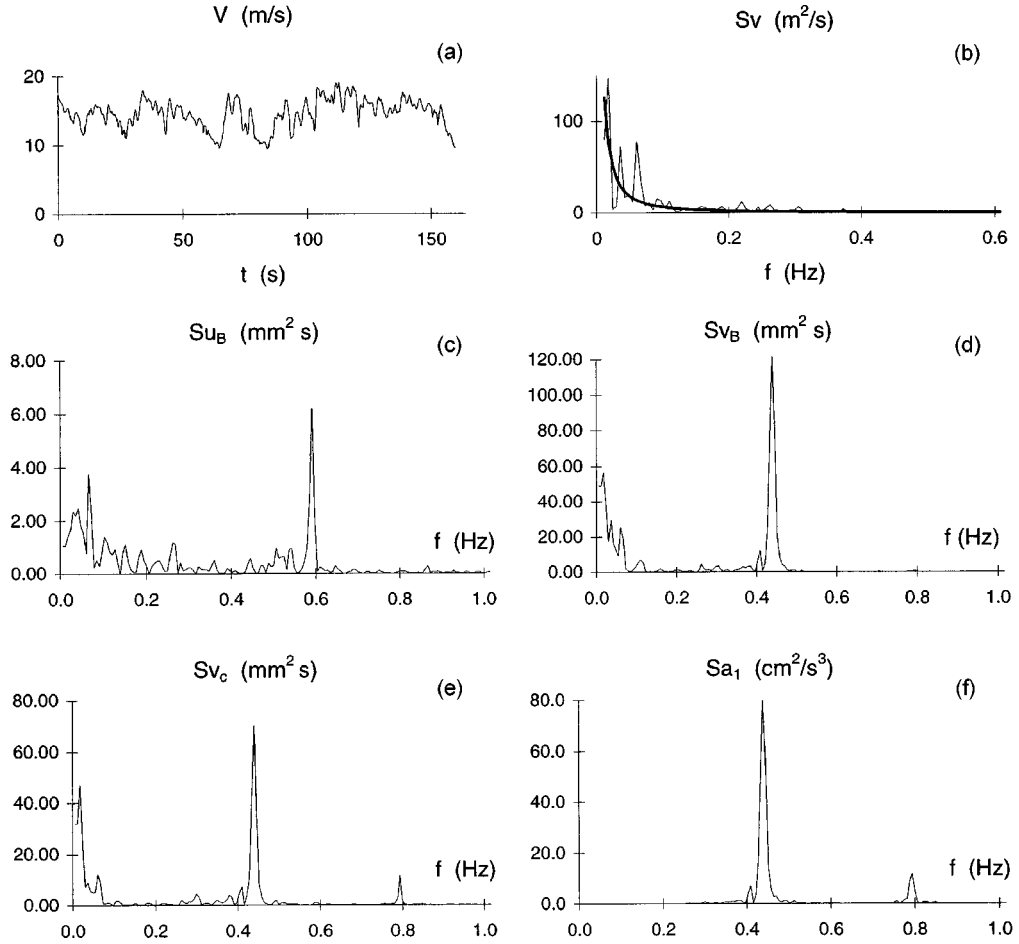 V (m/s)
(a)
20
10
0
0 50 100 150
t (s)
Sv (m²/s)
(b)
100
0
0 0.2 0.4 0.6
f (Hz)
Su_B (mm² s)
(c)
8.00
6.00
4.00
2.00
0.00
f (Hz)
0.0 0.2 0.4 0.6 0.8 1.0
Sv_B (mm² s)
(d)
120.00
100.00
80.00
60.00
40.00
20.00
0.00
f (Hz)
0.0 0.2 0.4 0.6 0.8 1.0
Sv_c (mm² s)
(e)
80.00
60.00
40.00
20.00
0.00
f (Hz)
0.0 0.2 0.4 0.6 0.8 1.0
Sa₁ (cm²/s³)
(f)
80.0
60.0
40.0
20.0
0.0
f (Hz)
0.0 0.2 0.4 0.6 0.8 1.0